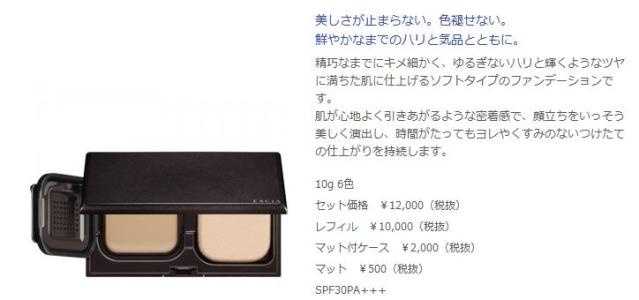 美しさが止まらない。色褪せない。
鮮やかなまでのハリと気品とともに。
精巧なまでにキメ細かく、ゆるぎないハリと輝くようなツヤ
に満ちた肌に仕上げるソフトタイプのファンデーションで
す。
肌が心地よく引きあがるような密着感で、顔立ちをいっそう
美しく演出し、時間がたってもヨレやくすみのないつけたて
の仕上がりを持続します。
10g 6色
セット価格　￥12,000（税抜）
レフィル　￥10,000（税抜）
マット付ケース　￥2,000（税抜）
マット　￥500（税抜）
SPF30PA+++